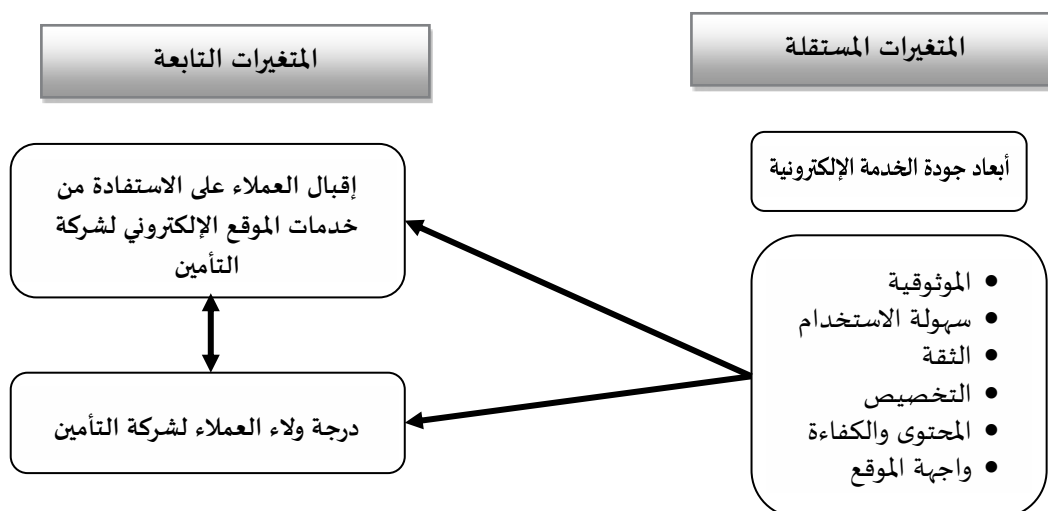 المتغيرات المستقلة
المتغيرات التابعة
أبعاد جودة الخدمة الإلكترونية
• الموثوقية
• سهولة الاستخدام
• الثقة
• التخصيص
• المحتوى والكفاءة
• واجهة الموقع
إقبال العملاء على الاستفادة من
خدمات الموقع الإلكتروني لشركة
التأمين
درجة ولاء العملاء لشركة التأمين